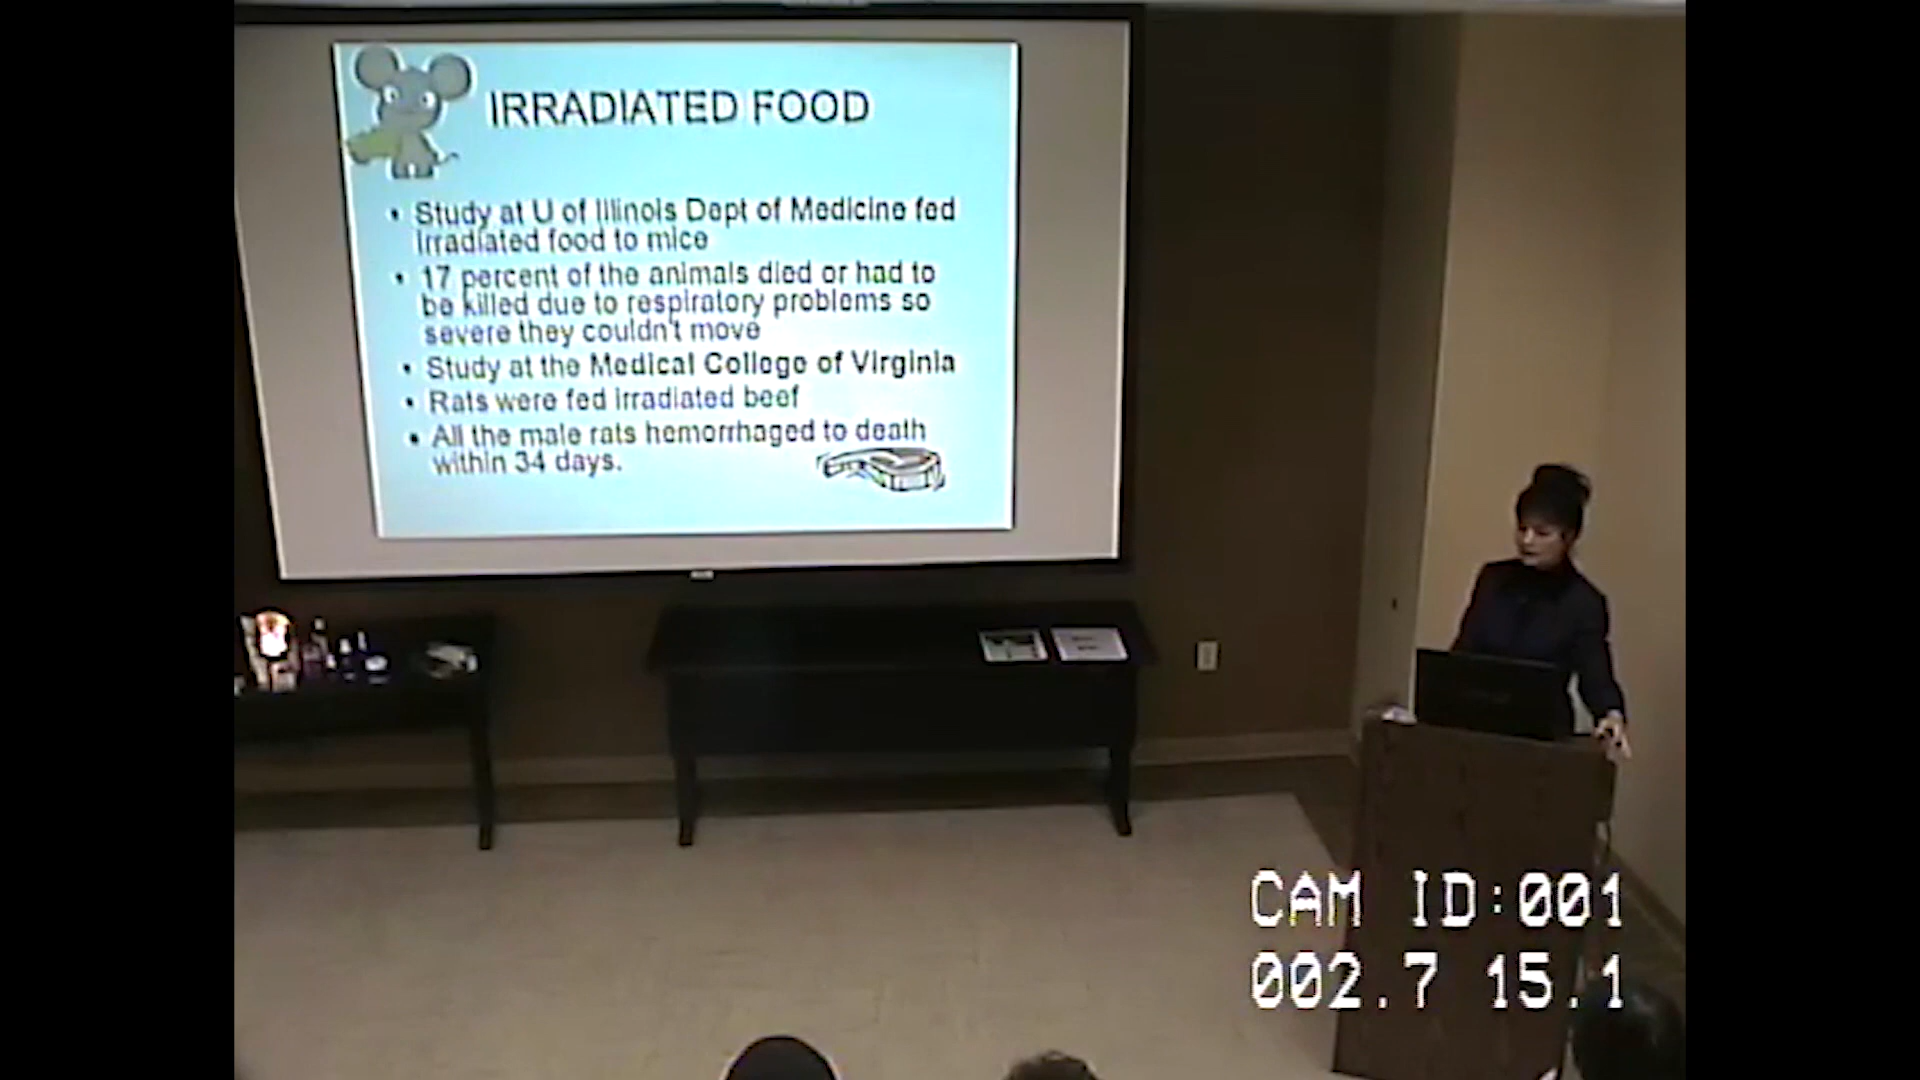 IRRADIATED FOOD
• Study at U of Illinois Dept of Medicine fed
irradiated food to mice
• 17 percent of the animals died or had to
be killed due to respiratory problems so
severe they couldn't move
• Study at the Medical College of Virginia
• Rats were fed irradiated beef
• All the male rats hemorrhaged to death
within 34 days.
CAM ID:001
002.7 15.1